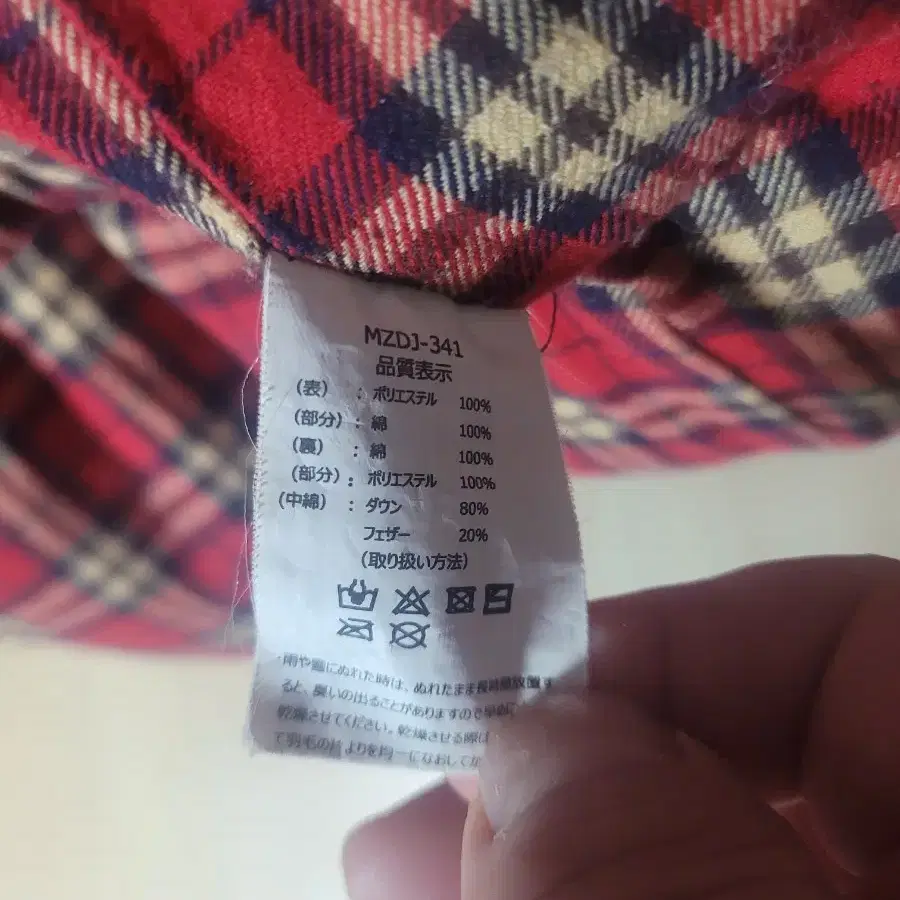 MZDJ-341
品質表示
(表) : ポリエステル 100%
(部分) : 綿 100%
(裏) : 綿 100%
(部分) : ポリエステル 100%
(中綿) : ダウン 80%
フェザー 20%
(取り扱い方法)
・雨や雪にぬれた時は、ぬれたまま長時間放置す
ると、臭いの出ることがありますので早めに
乾燥させてください。乾燥させる際は
て羽毛の片よりを均一になおしてか